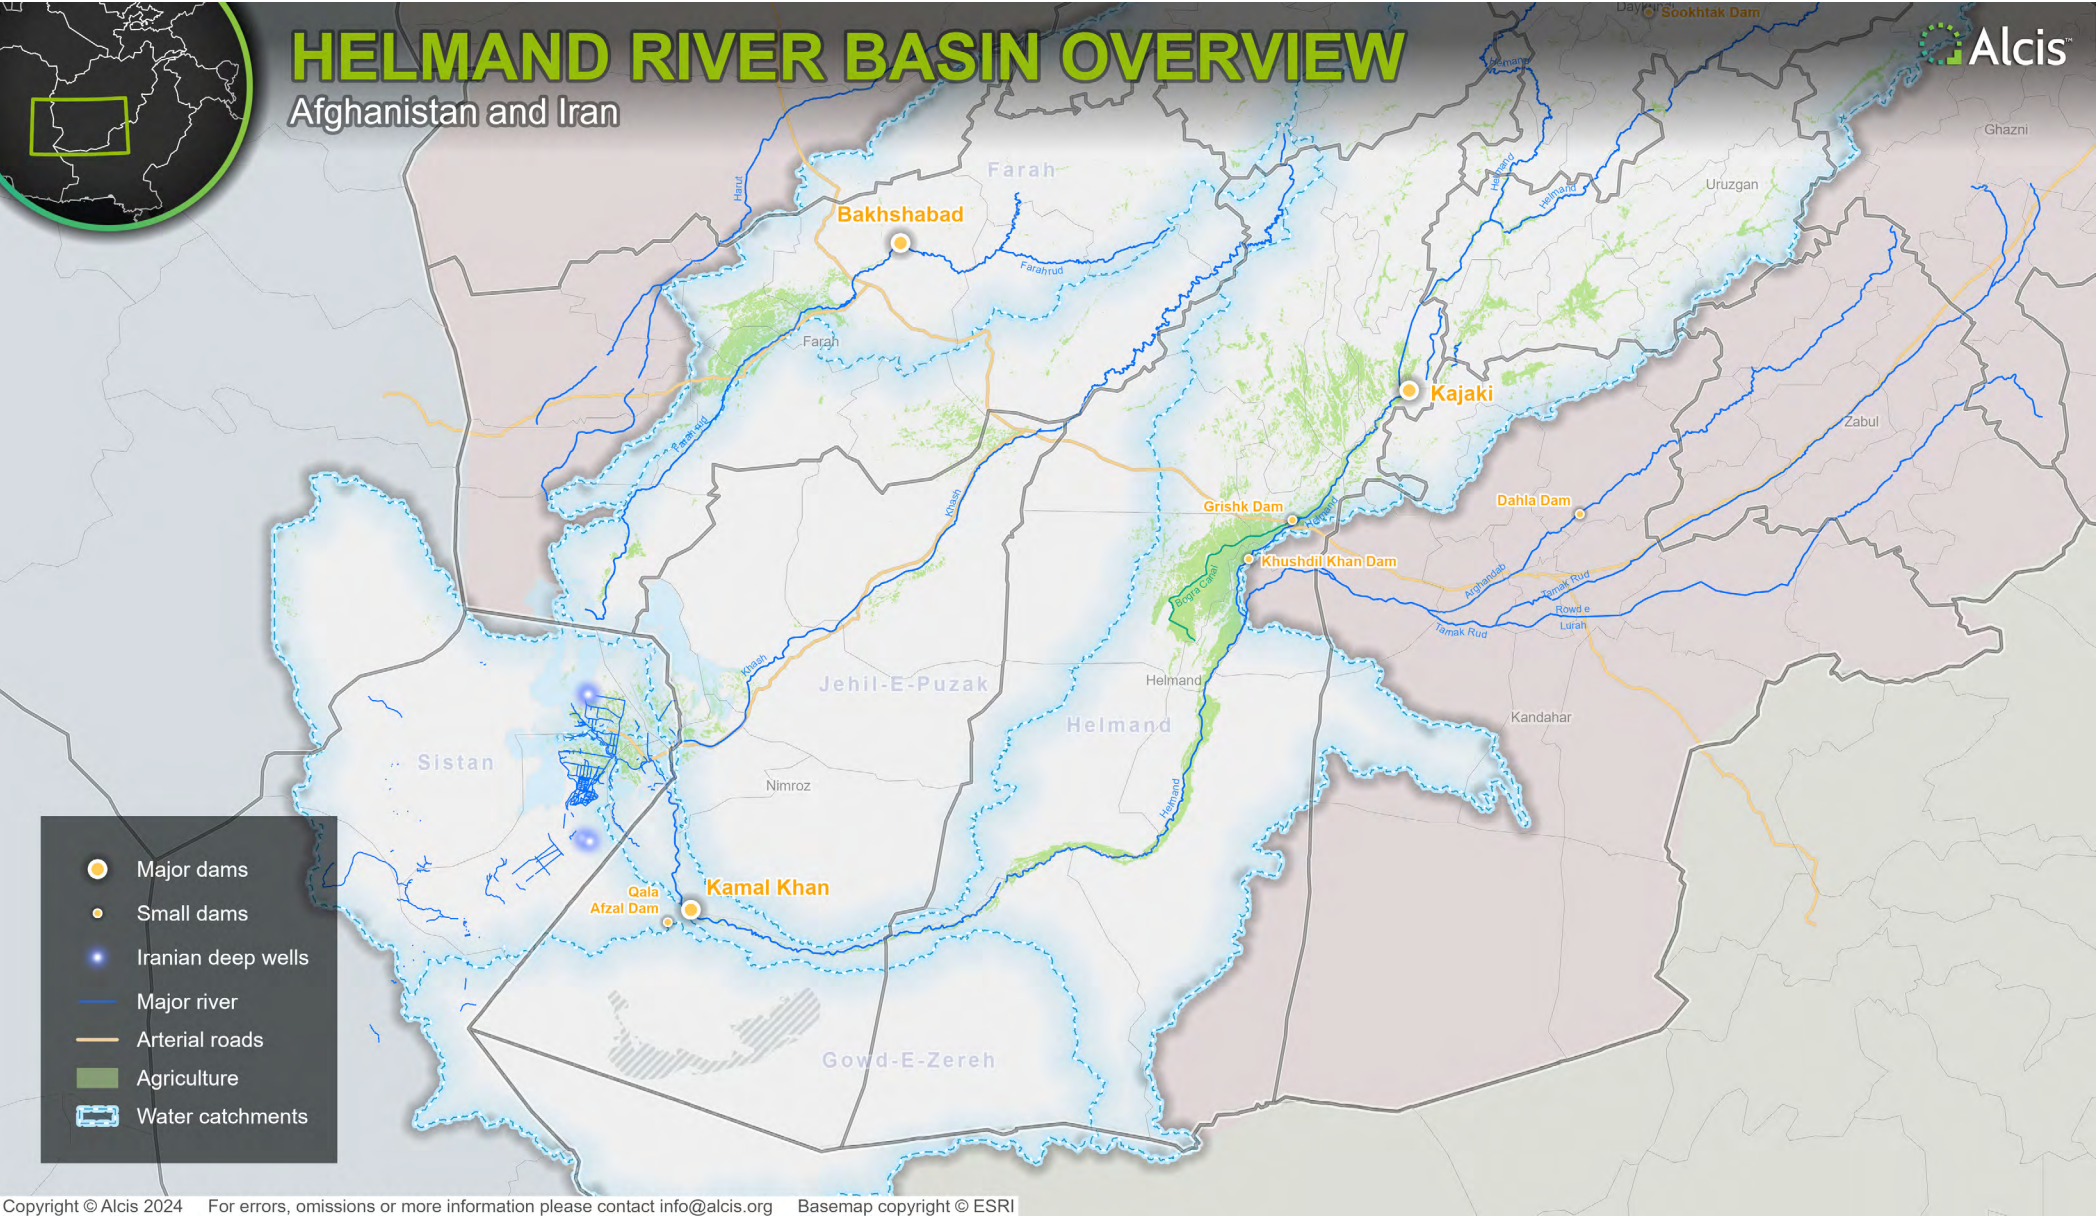 HELMAND RIVER BASIN OVERVIEW
Afghanistan and Iran
Alcis™
Sookhtak Dam
Helmand
Ghazni
Farah
Harut
Uruzgan
Helmand
Helmand
Bakhshabad
Farahrud
Farah
Kajaki
Zabul
Farah rud
Khash
Grishk Dam
Helmand
Dahla Dam
Khushdil Khan Dam
Bogra Canal
Arghandab
Tarnak Rud
Rowd e
Lurah
Tarnak Rud
Khash
Jehil-E-Puzak
Helmand
Helmand
Kandahar
Sistan
Nimroz
Helmand
Kamal Khan
Qala
Afzal Dam
Gowd-E-Zereh
Major dams
Small dams
Iranian deep wells
Major river
Arterial roads
Agriculture
Water catchments
Copyright © Alcis 2024 For errors, omissions or more information please contact info@alcis.org Basemap copyright © ESRI